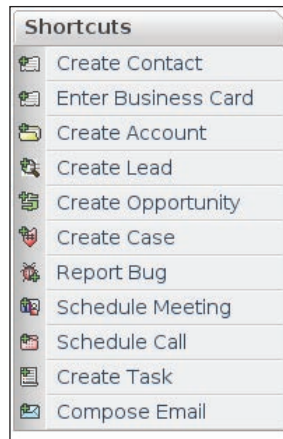 Shortcuts
Create Contact
Enter Business Card
Create Account
Create Lead
Create Opportunity
Create Case
Report Bug
Schedule Meeting
Schedule Call
Create Task
Compose Email